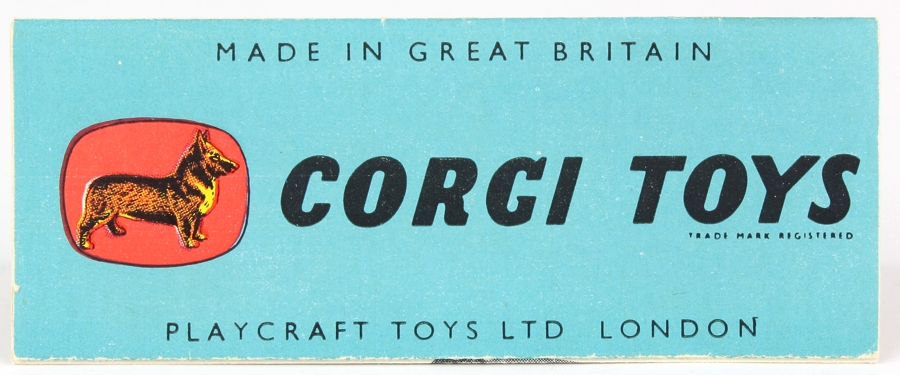 MADE IN GREAT BRITAIN
CORGI TOYS
TRADE MARK REGISTERED
PLAYCRAFT TOYS LTD LONDON